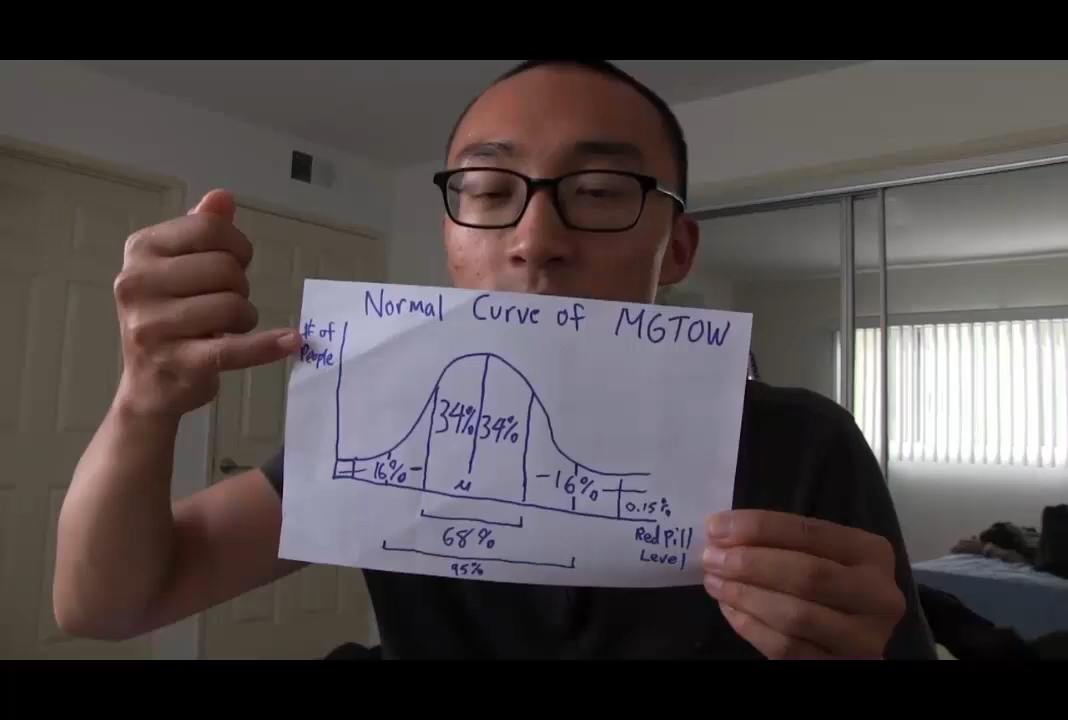 Normal Curve of MGTOW
# of
People
34% 34%
16%
-16%
μ
0.15%
68%
Red Pill
Level
95%